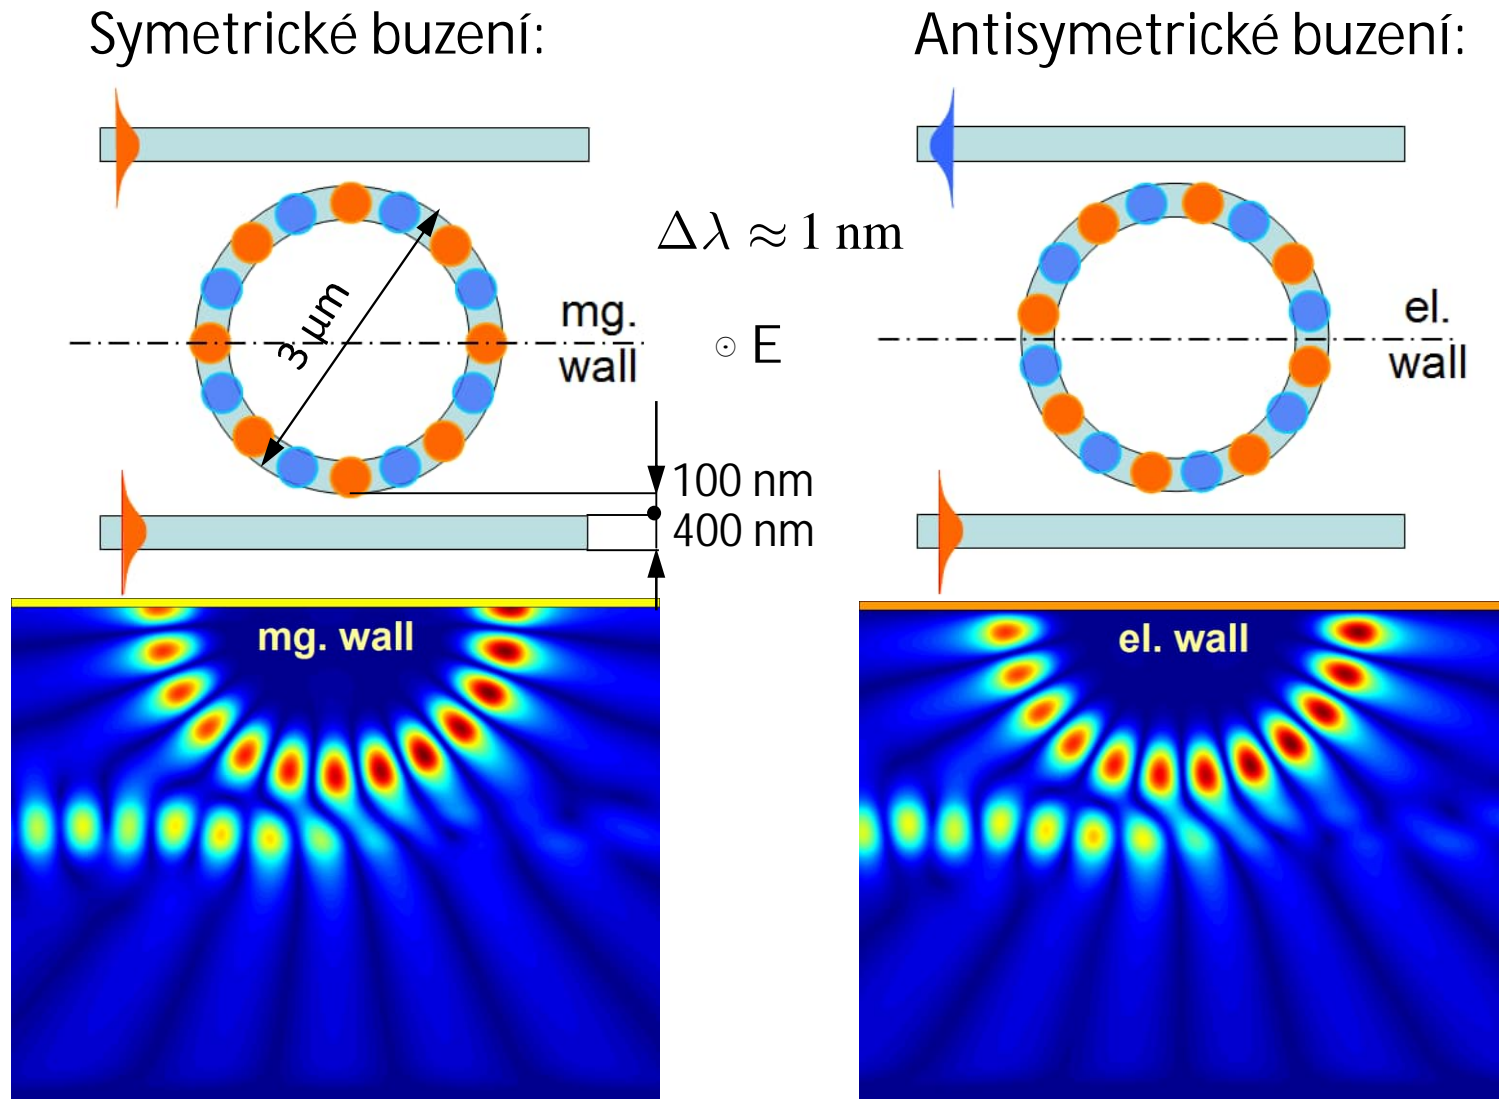 Symetrické buzení:
Antisymetrické buzení:
Δλ ≈ 1 nm
3 µm
mg.
wall
⊙ E
el.
wall
100 nm
400 nm
mg. wall
el. wall